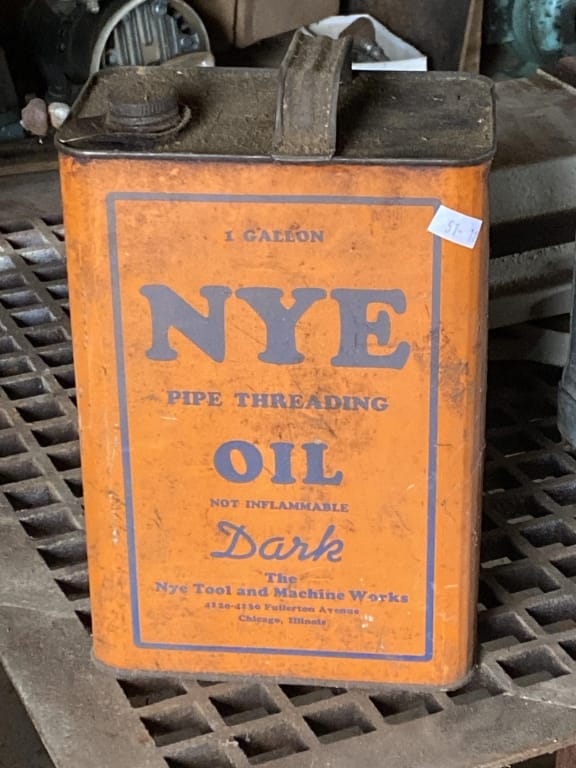 1 GALLON
NYE
PIPE THREADING
OIL
NOT INFLAMMABLE
Dark
The
Nye Tool and Machine Works
4120-4130 Fullerton Avenue
Chicago, Illinois